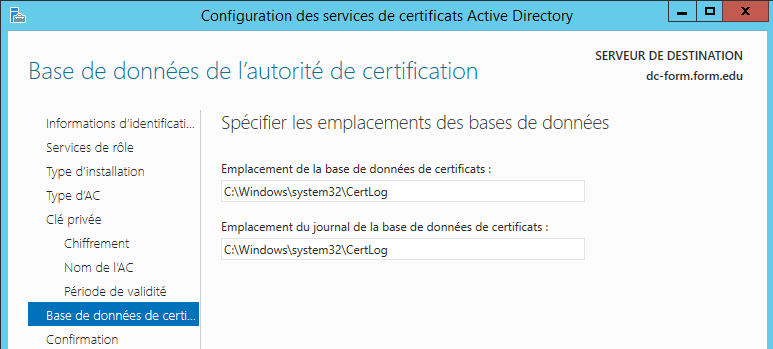 Configuration des services de certificats Active Directory
Base de données de l'autorité de certification
SERVEUR DE DESTINATION
dc-form.form.edu
Informations d'identificati...
Services de rôle
Type d'installation
Type d'AC
Clé privée
Chiffrement
Nom de l'AC
Période de validité
Base de données de certi...
Confirmation
Spécifier les emplacements des bases de données
Emplacement de la base de données de certificats :
C:\Windows\system32\CertLog
Emplacement du journal de la base de données de certificats :
C:\Windows\system32\CertLog